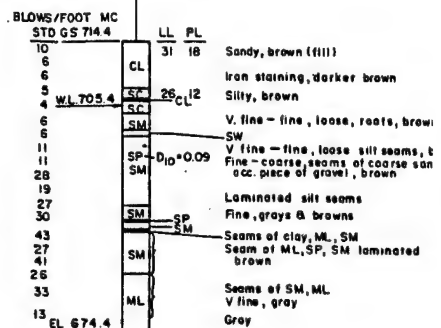 BLOWS/FOOT MC
STD GS 714.4 LL PL
10 31 18 Sandy, brown (fill)
6 CL
6 Iron staining, darker brown
5 SC 26 12 Silty, brown
CL
4 W.L. 705.4 SC
6 SM V. fine - fine, loose, roots, brow
6 SW
11 V fine - fine, loose silt seams, b
11 SP D10=0.09 Fine - coarse, seams of coarse san
SM acc. piece of gravel, brown
28
19 Laminated silt seams
27
30 SM Fine, grays & browns
SP
SM
43 Seams of clay, ML, SM
27 SM Seam of ML, SP, SM laminated
41 brown
26
33 ML Seams of SM, ML
V fine, gray
13 Gray
EL 674.4